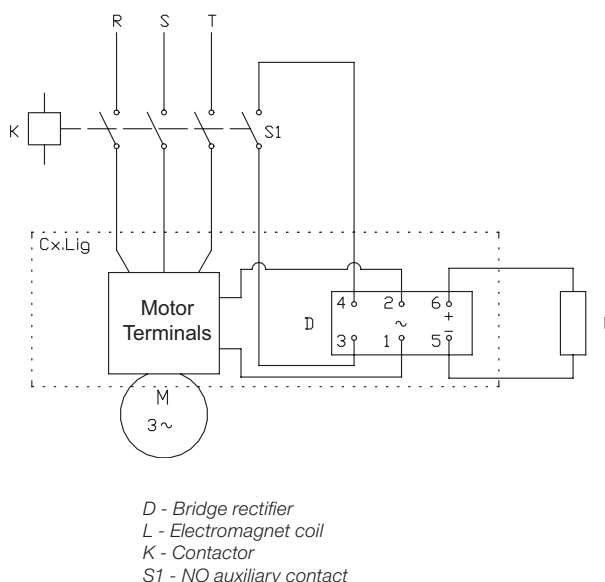 R S T
K
S1
Cx.Lig
Motor
Terminals
D
4 2 6
~ +
3 1 5 −
M
3~
D - Bridge rectifier
L - Electromagnet coil
K - Contactor
S1 - NO auxiliary contact